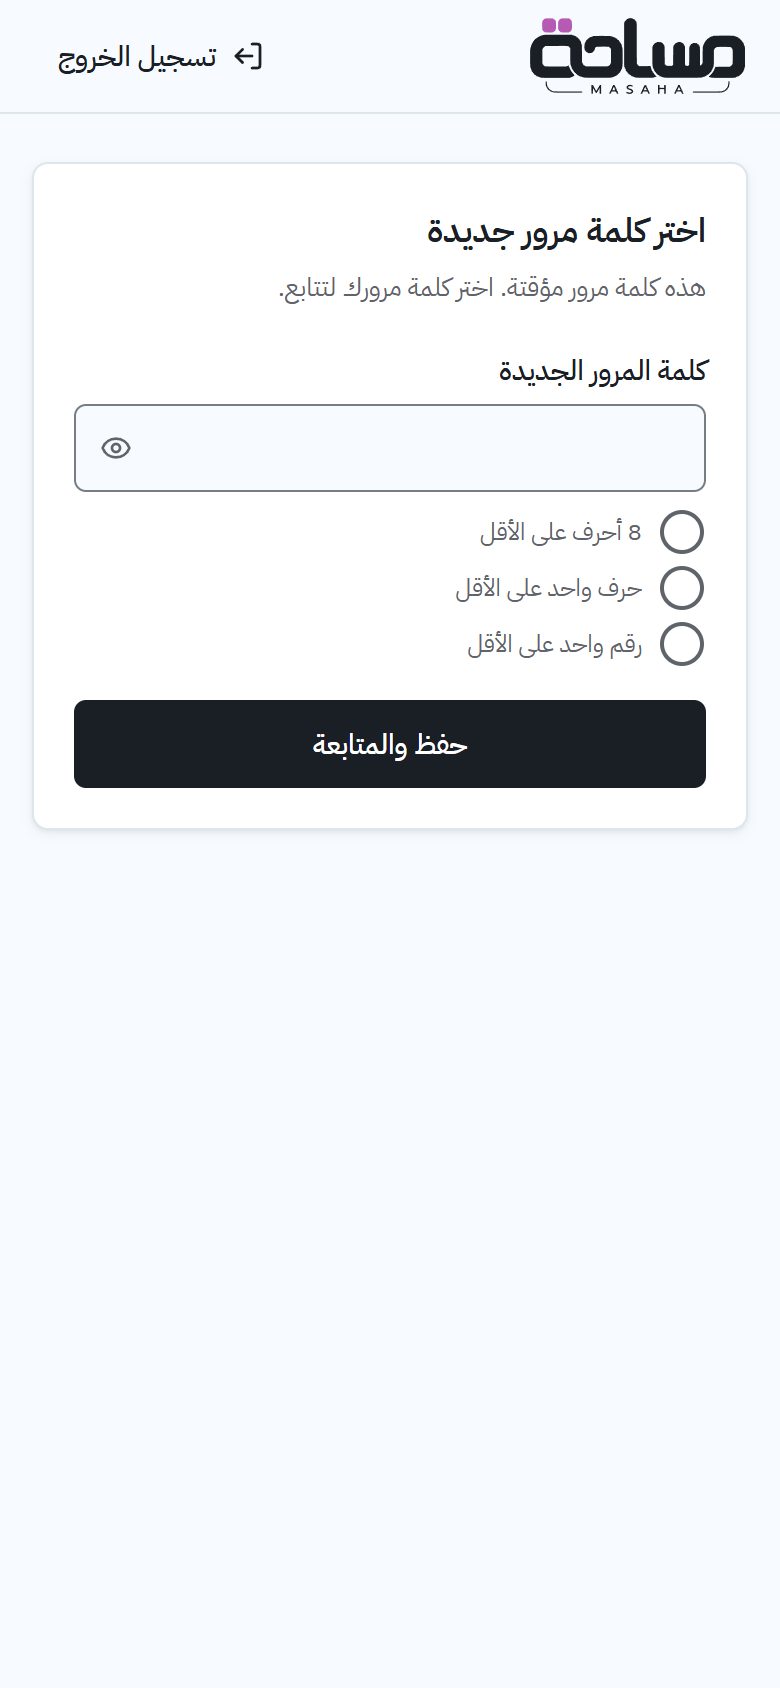 مساحة
MASAHA
تسجيل الخروج
اختر كلمة مرور جديدة
هذه كلمة مرور مؤقتة. اختر كلمة مرورك لتتابع.
كلمة المرور الجديدة
8 أحرف على الأقل
حرف واحد على الأقل
رقم واحد على الأقل
حفظ والمتابعة